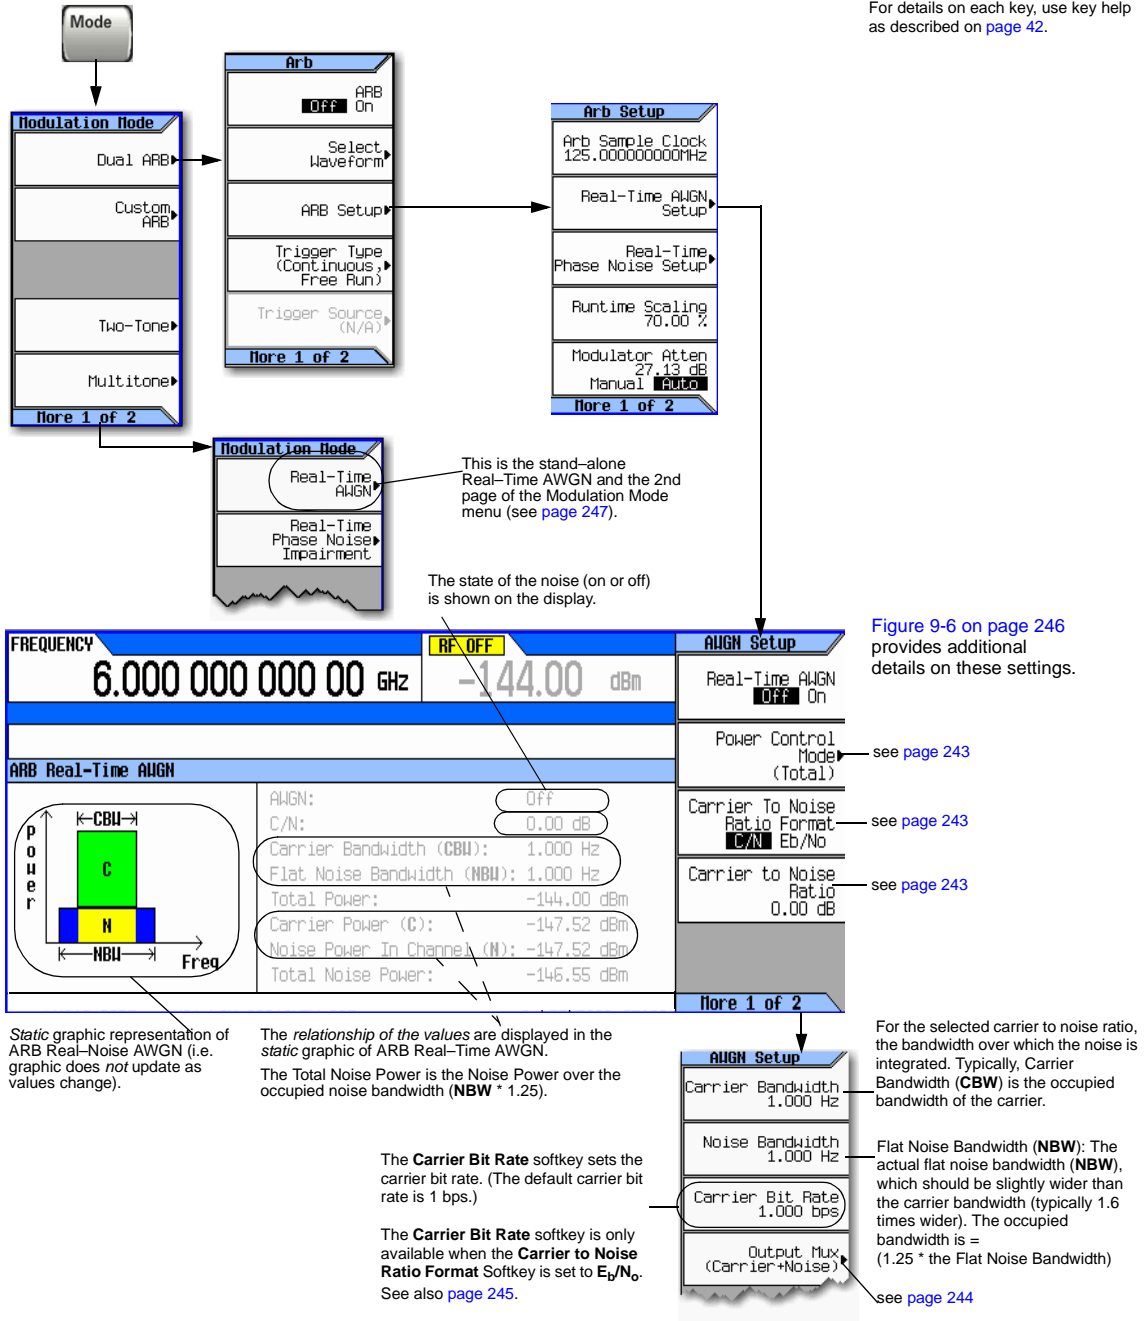 For details on each key, use key help
as described on page 42.
Mode
Modulation Mode
Dual ARB
Custom
ARB
Two-Tone
Multitone
More 1 of 2
Arb
ARB
Off On
Select
Waveform
ARB Setup
Trigger Type
(Continuous,
Free Run)
Trigger Source
(N/A)
More 1 of 2
Arb Setup
Arb Sample Clock
125.000000000MHz
Real-Time AWGN
Setup
Real-Time
Phase Noise Setup
Runtime Scaling
70.00 %
Modulator Atten
27.13 dB
Manual Auto
More 1 of 2
Modulation Mode
Real-Time
AWGN
Real-Time
Phase Noise
Impairment
This is the stand–alone
Real–Time AWGN and the 2nd
page of the Modulation Mode
menu (see page 247).
The state of the noise (on or off)
is shown on the display.
FREQUENCY
6.000 000 000 00 GHz
RF OFF
-144.00 dBm
ARB Real-Time AWGN
Power
CBW
C
N
NBW
Freq
AWGN: Off
C/N: 0.00 dB
Carrier Bandwidth (CBW): 1.000 Hz
Flat Noise Bandwidth (NBW): 1.000 Hz
Total Power: -144.00 dBm
Carrier Power (C): -147.52 dBm
Noise Power In Channel (N): -147.52 dBm
Total Noise Power: -146.55 dBm
AWGN Setup
Real-Time AWGN
Off On
Power Control
Mode
(Total)
Carrier To Noise
Ratio Format
C/N Eb/No
Carrier to Noise
Ratio
0.00 dB
More 1 of 2
Figure 9-6 on page 246
provides additional
details on these settings.
see page 243
see page 243
see page 243
Static graphic representation of
ARB Real–Noise AWGN (i.e.
graphic does not update as
values change).
The relationship of the values are displayed in the
static graphic of ARB Real–Time AWGN.
The Total Noise Power is the Noise Power over the
occupied noise bandwidth (NBW * 1.25).
AWGN Setup
Carrier Bandwidth
1.000 Hz
Noise Bandwidth
1.000 Hz
Carrier Bit Rate
1.000 bps
Output Mux
(Carrier+Noise)
For the selected carrier to noise ratio,
the bandwidth over which the noise is
integrated. Typically, Carrier
Bandwidth (CBW) is the occupied
bandwidth of the carrier.
Flat Noise Bandwidth (NBW): The
actual flat noise bandwidth (NBW),
which should be slightly wider than
the carrier bandwidth (typically 1.6
times wider). The occupied
bandwidth is =
(1.25 * the Flat Noise Bandwidth)
see page 244
The Carrier Bit Rate softkey sets the
carrier bit rate. (The default carrier bit
rate is 1 bps.)
The Carrier Bit Rate softkey is only
available when the Carrier to Noise
Ratio Format Softkey is set to Eb/No.
See also page 245.